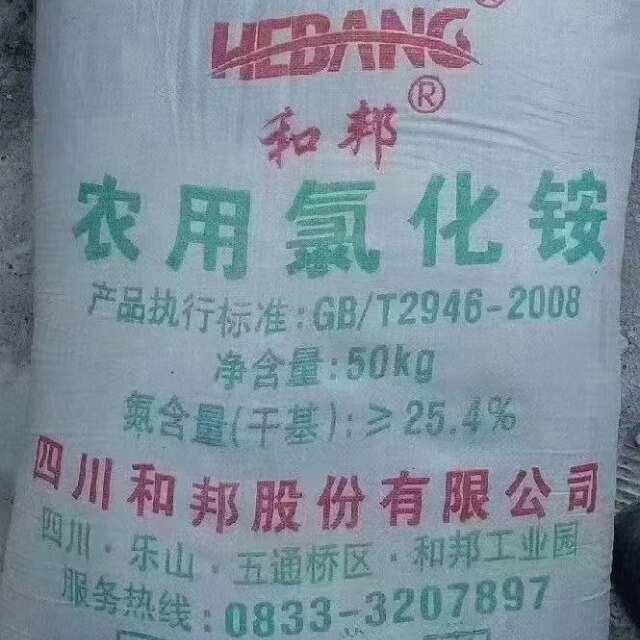 HEBANG®
和邦®
农用氯化铵
产品执行标准:GB/T2946-2008
净含量:50kg
氮含量(干基):≥25.4%
四川和邦股份有限公司
四川·乐山·五通桥区·和邦工业园
服务热线:0833-3207897